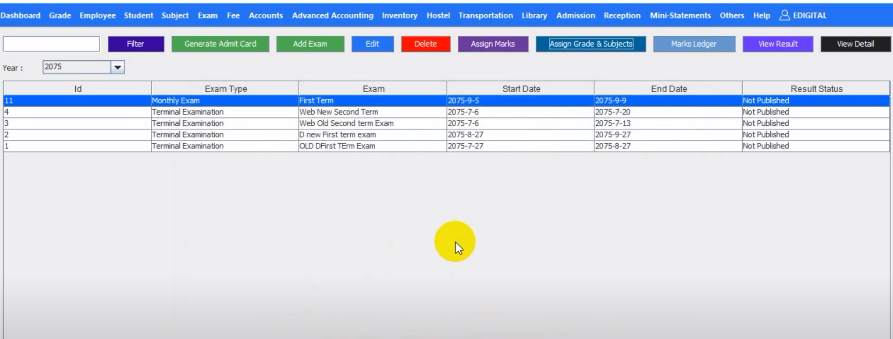 Dashboard Grade Employee Student Subject Exam Fee Accounts Advanced Accounting Inventory Hostel Transportation Library Admission Reception Mini-Statements Others Help EDIGITAL
Filter Generate Admit Card Add Exam Edit Delete Assign Marks Assign Grade & Subjects Marks Ledger View Result View Detail
Year : 2075
Id Exam Type Exam Start Date End Date Result Status
11 Monthly Exam First Term 2075-9-5 2075-9-9 Not Published
4 Terminal Examination Web New Second Term 2075-7-6 2075-7-20 Not Published
3 Terminal Examination Web Old Second term Exam 2075-7-6 2075-7-13 Not Published
2 Terminal Examination D new First term exam 2075-8-27 2075-9-27 Not Published
1 Terminal Examination OLD DFirst TErm Exam 2075-7-27 2075-8-27 Not Published